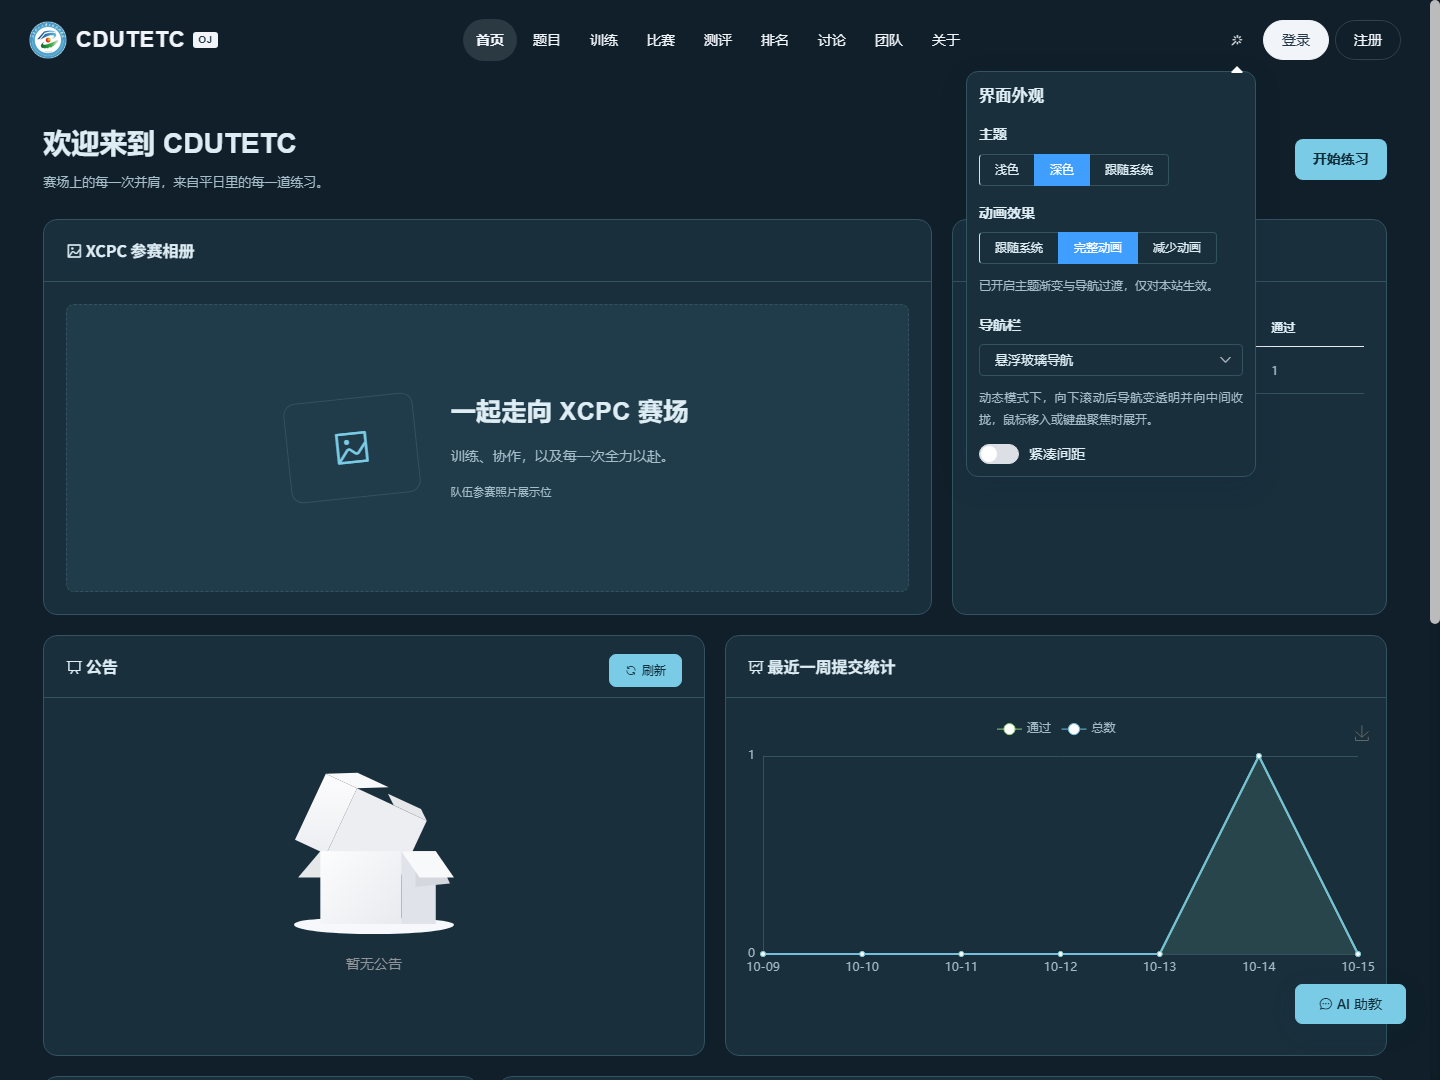 CDUTETC OJ
首页 题目 训练 比赛 测评 排名 讨论 团队 关于
登录 注册
欢迎来到 CDUTETC
赛场上的每一次并肩，来自平日里的每一道练习。
开始练习
界面外观
主题
浅色 深色 跟随系统
动画效果
跟随系统 完整动画 减少动画
已开启主题渐变与导航过渡，仅对本站生效。
导航栏
悬浮玻璃导航
动态模式下，向下滚动后导航变透明并向中间收
拢，鼠标移入或键盘聚焦时展开。
紧凑间距
XCPC 参赛相册
一起走向 XCPC 赛场
训练、协作，以及每一次全力以赴。
队伍参赛照片展示位
通过
1
公告
刷新
暂无公告
最近一周提交统计
通过 总数
1
0
10-09 10-10 10-11 10-12 10-13 10-14 10-15
AI 助教